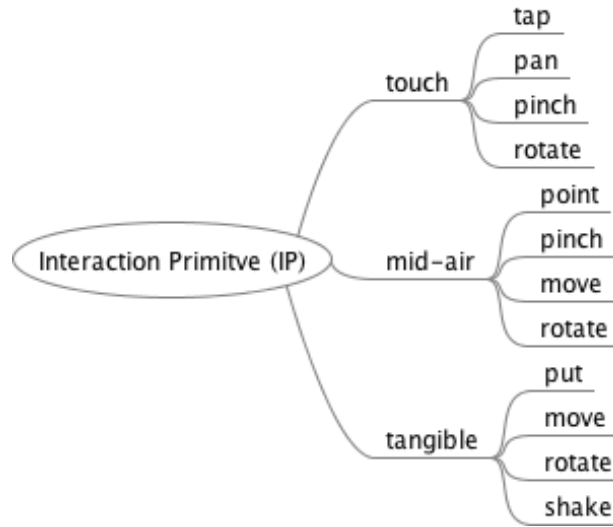 Interaction Primitve (IP)
touch
tap
pan
pinch
rotate
mid-air
point
pinch
move
rotate
tangible
put
move
rotate
shake